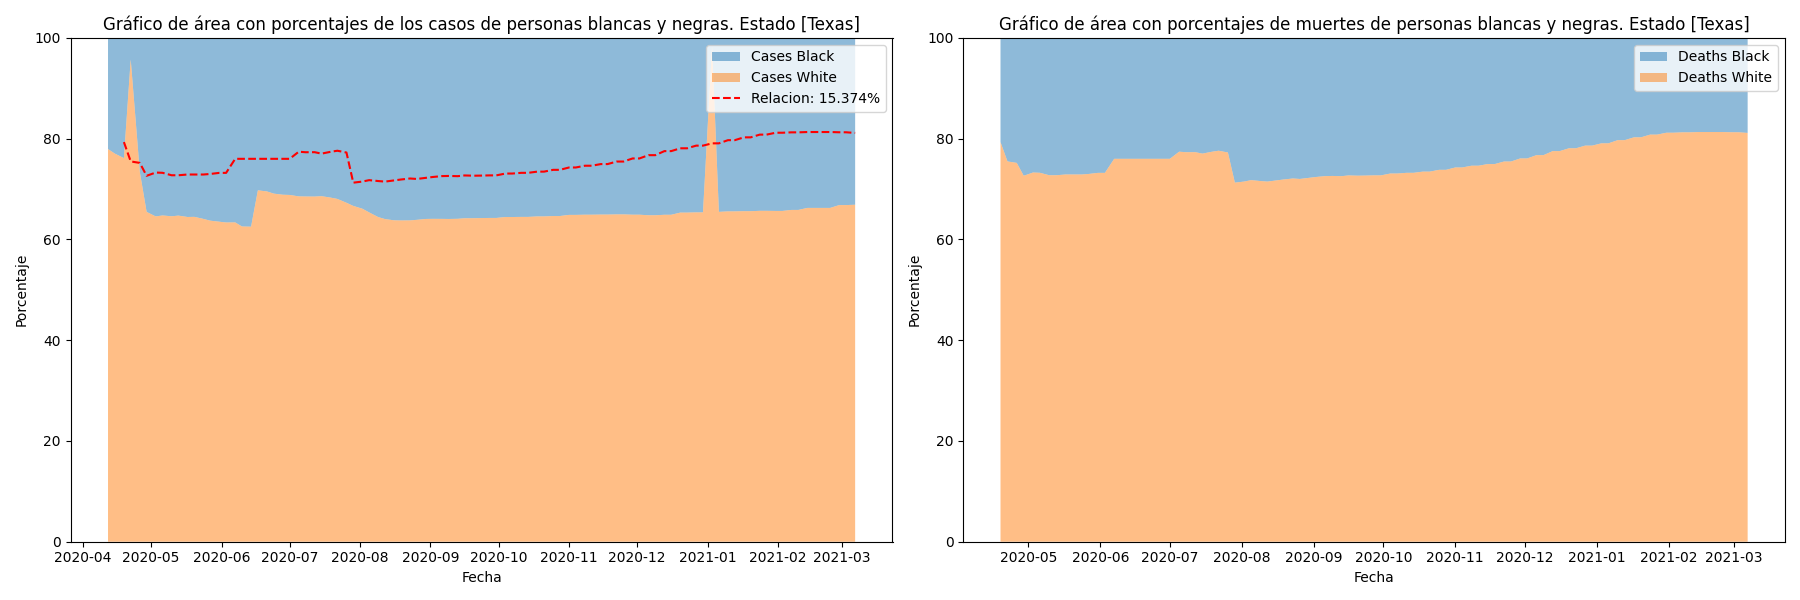 Gráfico de área con porcentajes de los casos de personas blancas y negras. Estado [Texas]
100
80
60
40
20
0
Porcentaje
Cases Black
Cases White
Relacion: 15.374%
2020-04 2020-05 2020-06 2020-07 2020-08 2020-09 2020-10 2020-11 2020-12 2021-01 2021-02 2021-03
Fecha
Gráfico de área con porcentajes de muertes de personas blancas y negras. Estado [Texas]
100
80
60
40
20
0
Porcentaje
Deaths Black
Deaths White
2020-05 2020-06 2020-07 2020-08 2020-09 2020-10 2020-11 2020-12 2021-01 2021-02 2021-03
Fecha